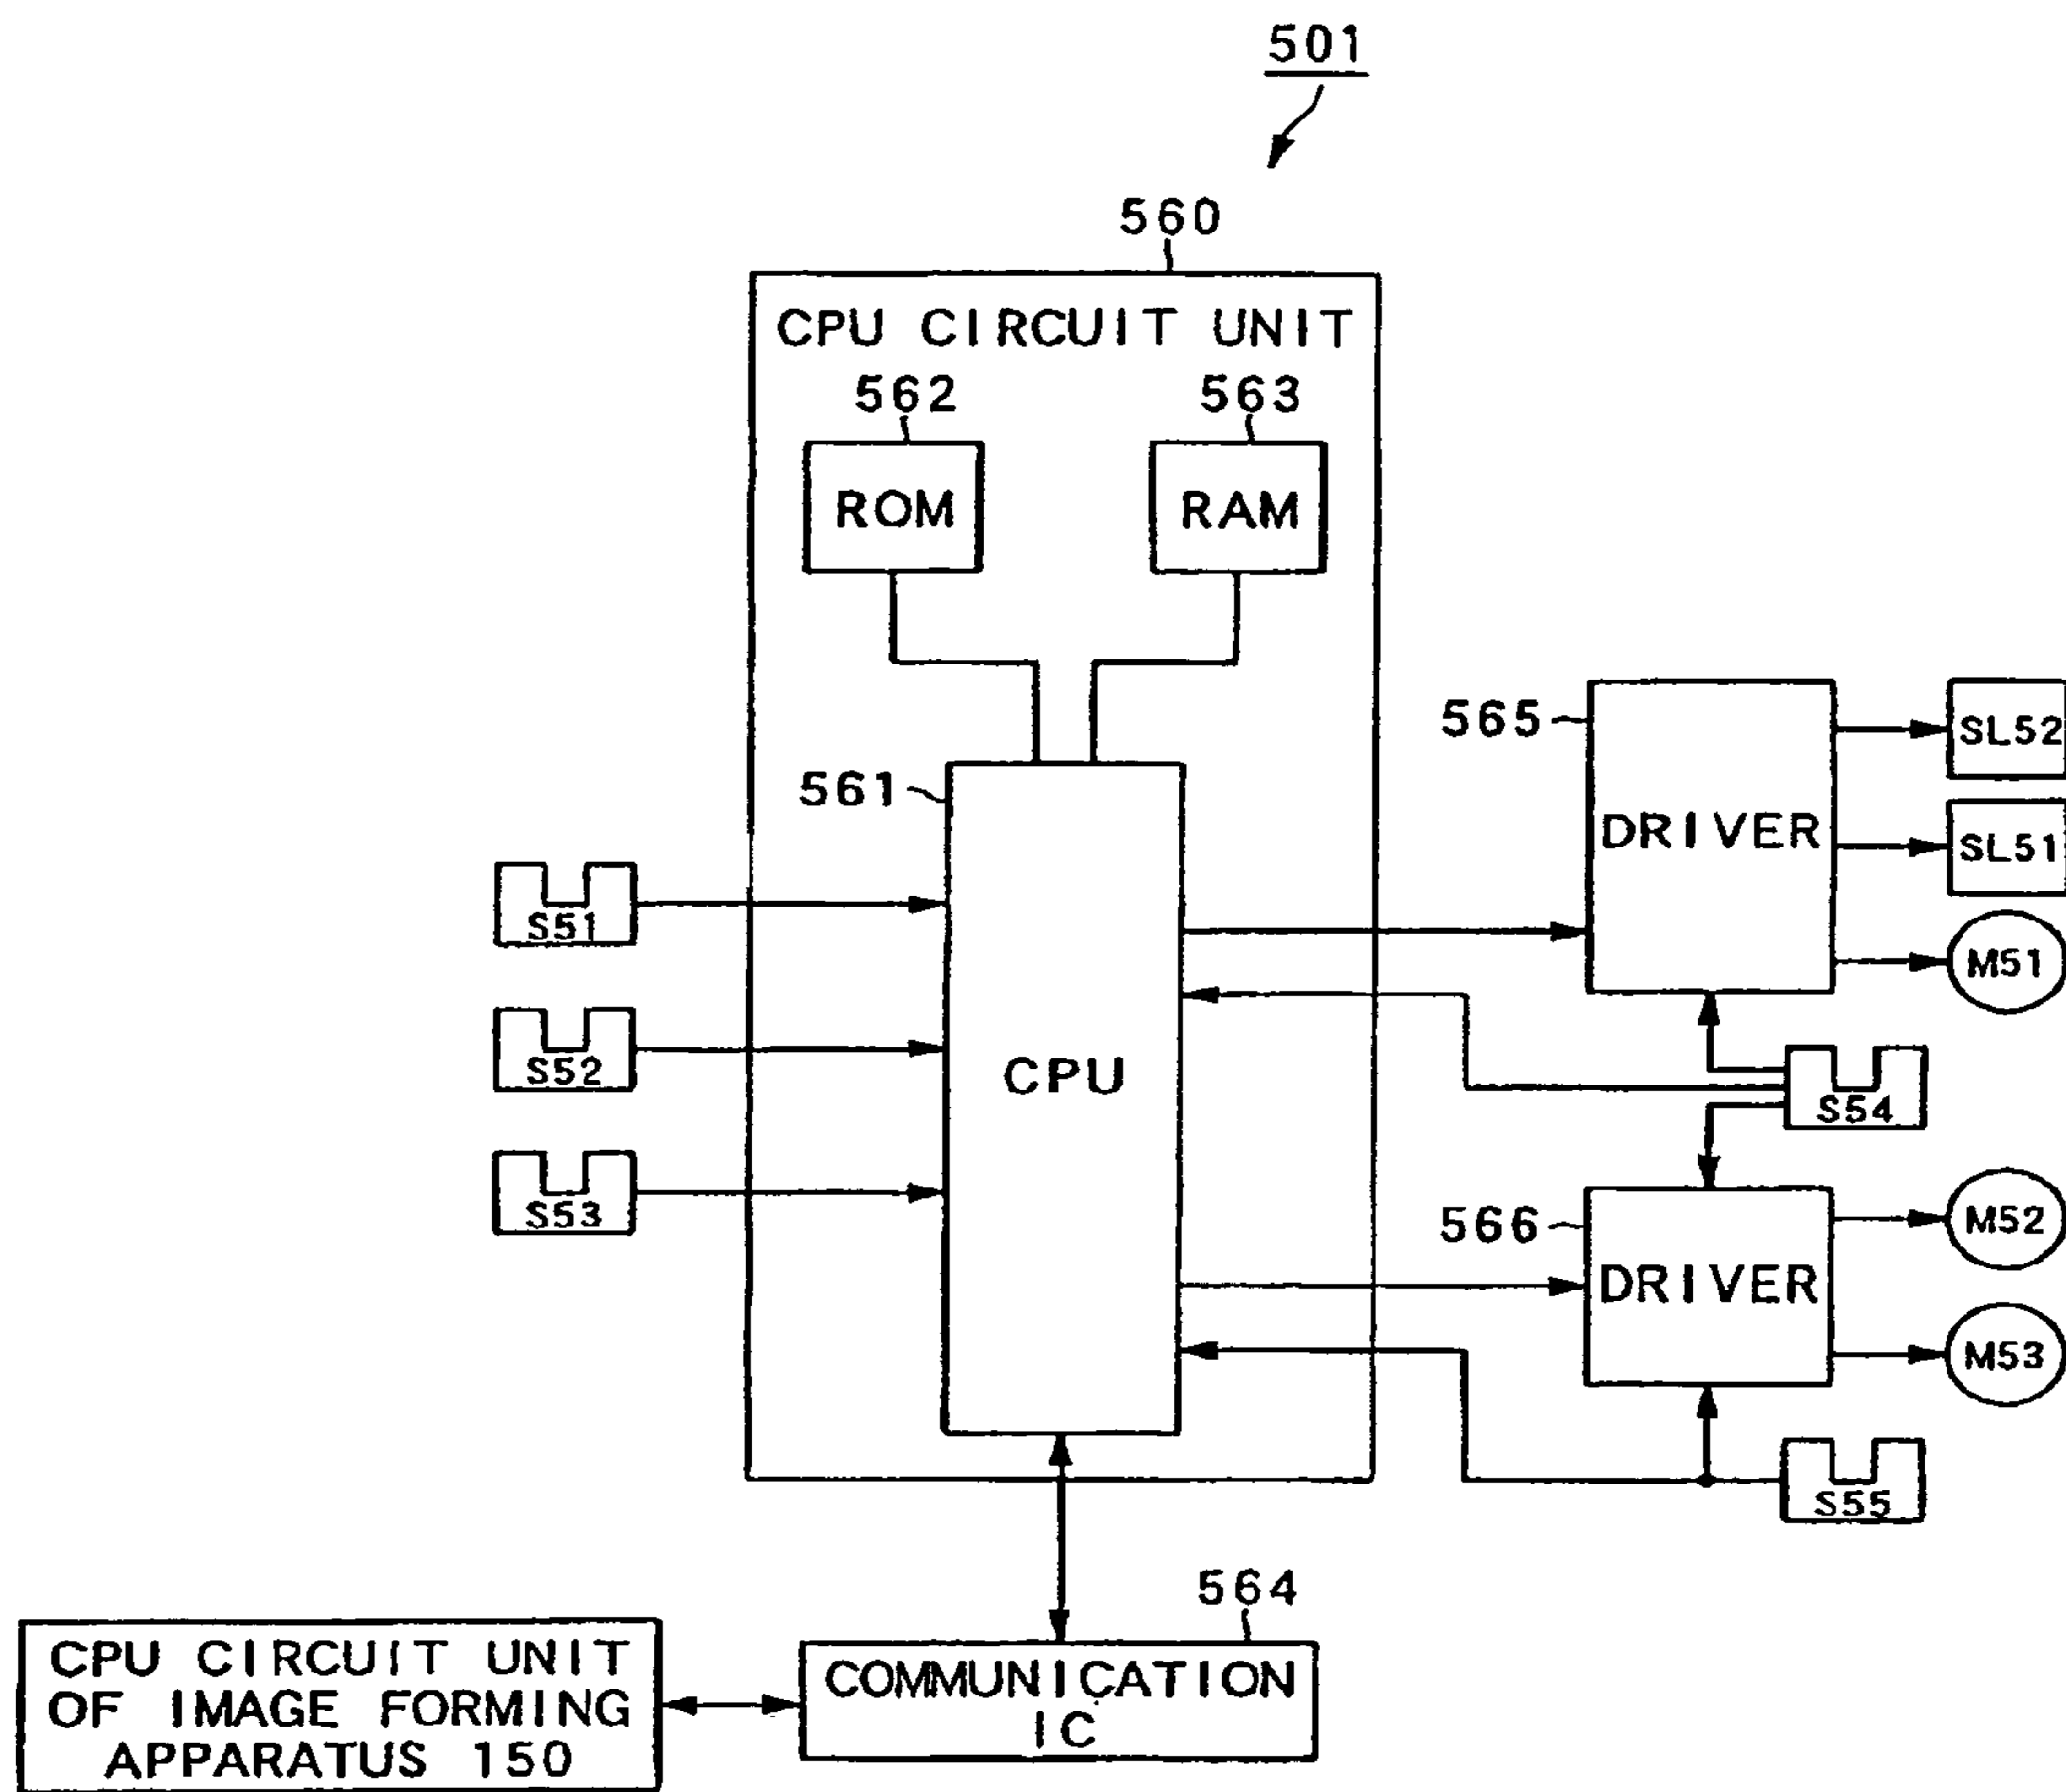 501
560
CPU CIRCUIT UNIT
562
563
ROM
RAM
561
CPU
565
DRIVER
SL52
SL51
M51
S51
S52
S53
S54
566
DRIVER
M52
M53
S55
564
COMMUNICATION
IC
CPU CIRCUIT UNIT
OF IMAGE FORMING
APPARATUS 150